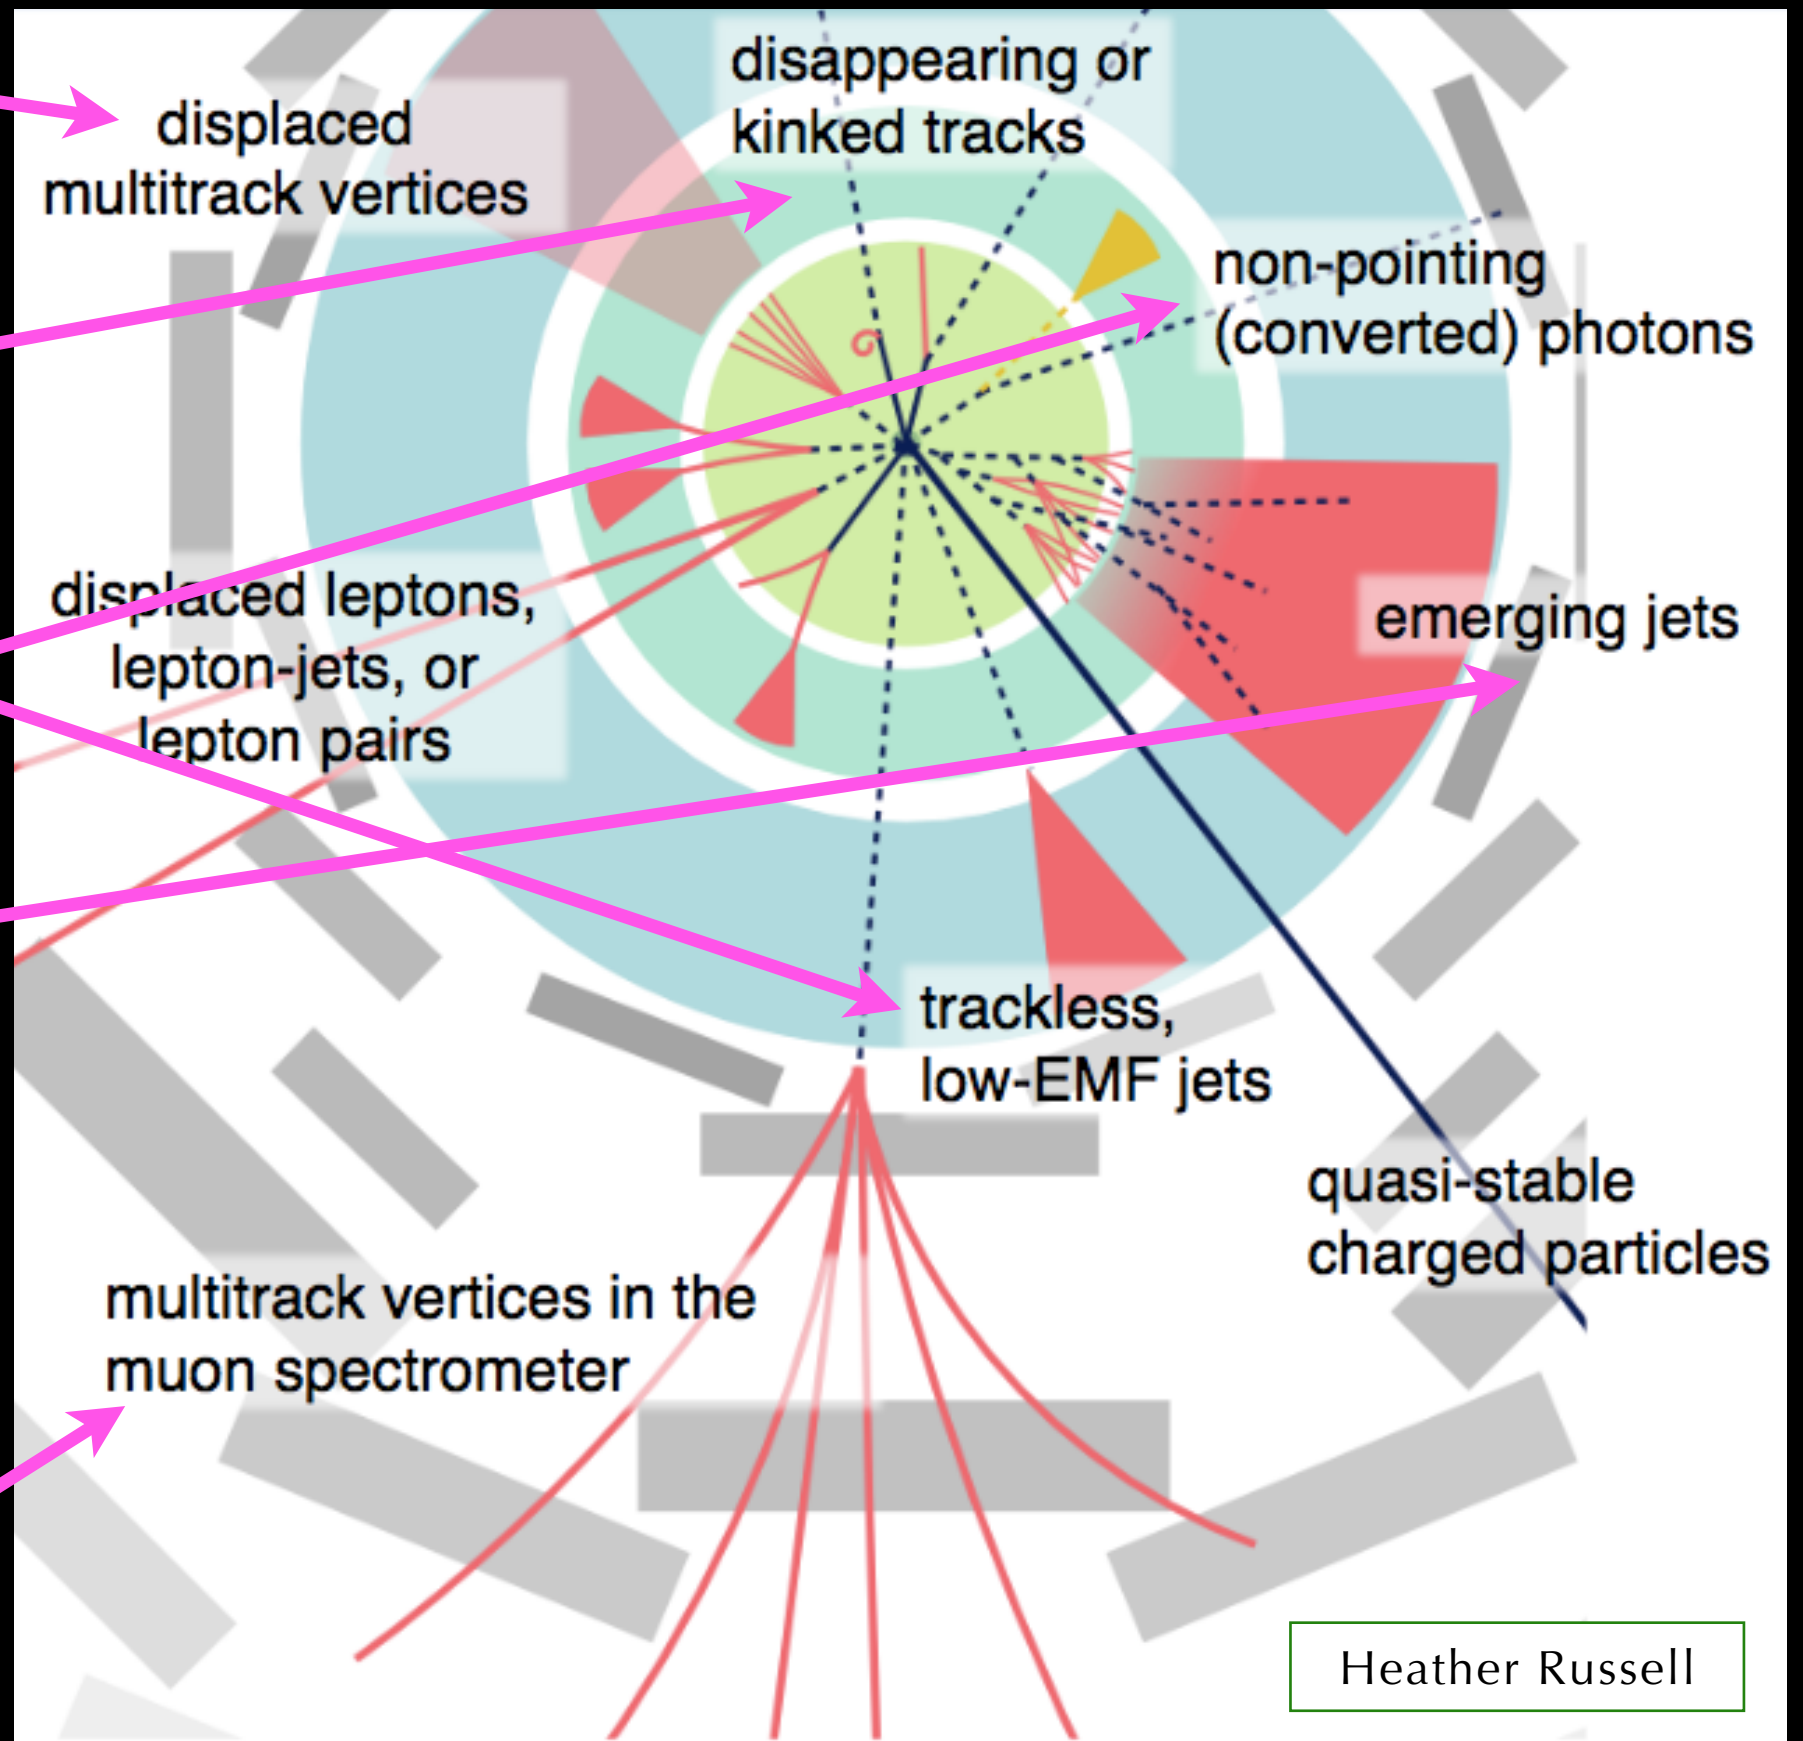 disappearing or
kinked tracks
displaced
multitrack vertices
non-pointing
(converted) photons
displaced leptons,
lepton-jets, or
lepton pairs
emerging jets
trackless,
low-EMF jets
quasi-stable
charged particles
multitrack vertices in the
muon spectrometer
Heather Russell